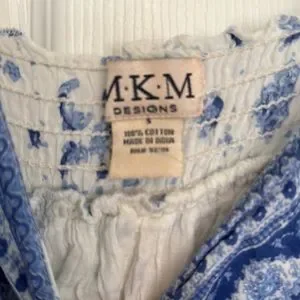 M·K·M
DESIGNS
S
100% COTTON
MADE IN INDIA